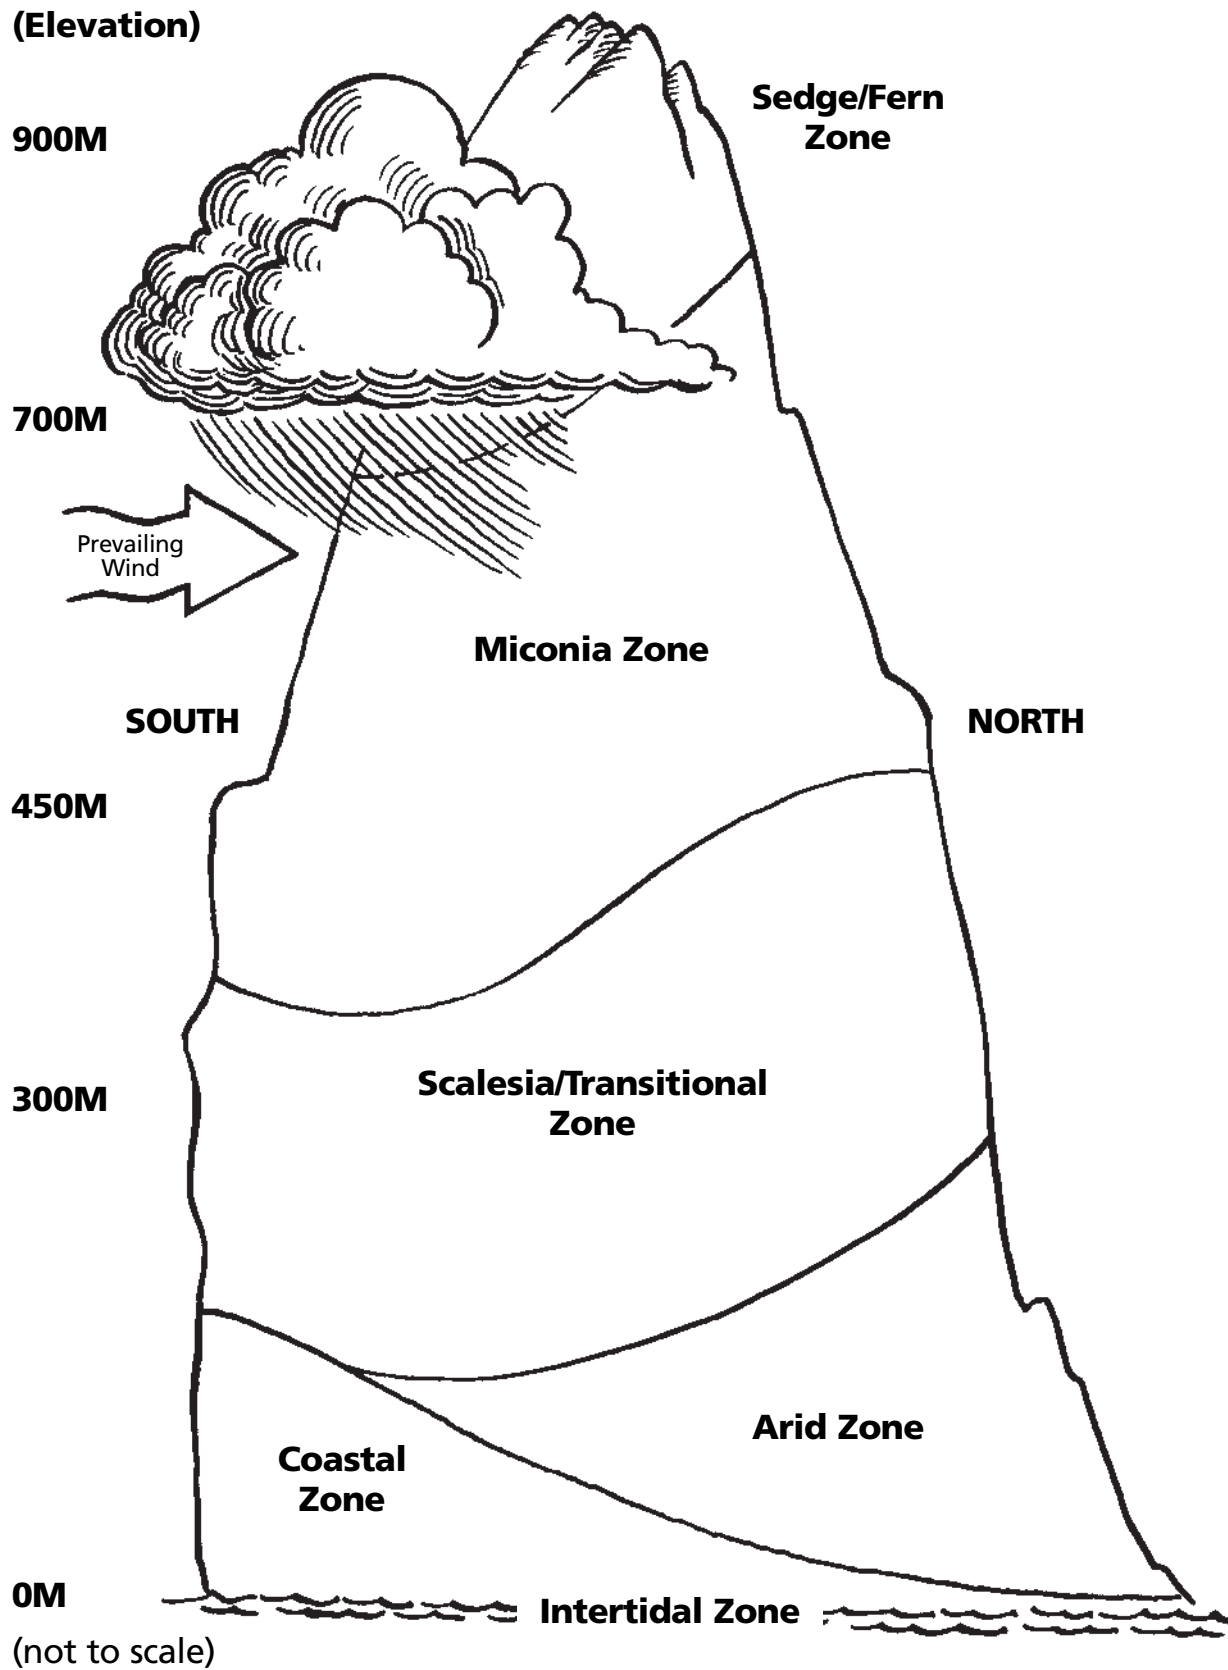 (Elevation)
Sedge/Fern
Zone
900M
700M
Prevailing
Wind
Miconia Zone
SOUTH
NORTH
450M
Scalesia/Transitional
Zone
300M
Arid Zone
Coastal
Zone
0M
Intertidal Zone
(not to scale)